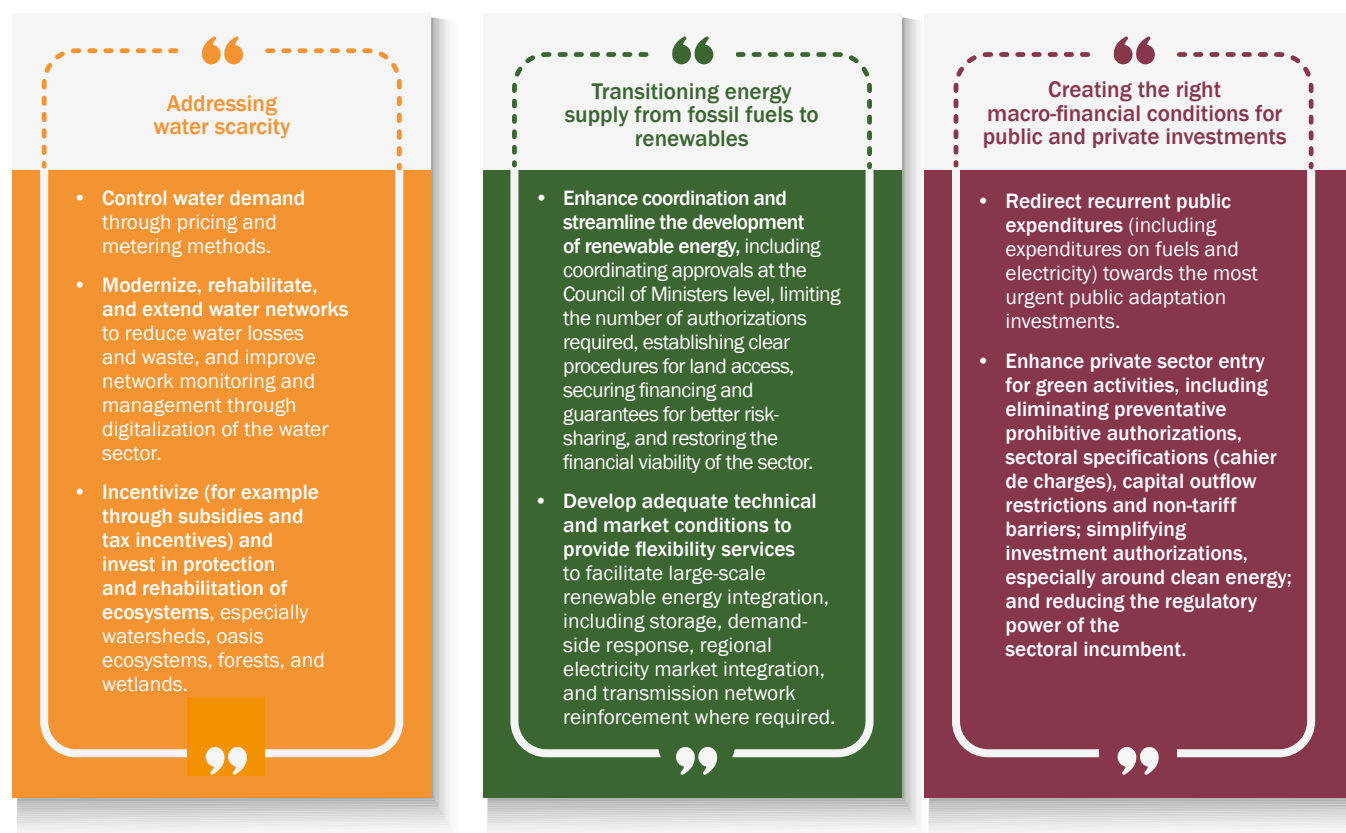 “
Addressing
water scarcity
• Control water demand
through pricing and
metering methods.
• Modernize, rehabilitate,
and extend water networks
to reduce water losses
and waste, and improve
network monitoring and
management through
digitalization of the water
sector.
• Incentivize (for example
through subsidies and
tax incentives) and
invest in protection
and rehabilitation of
ecosystems, especially
watersheds, oasis
ecosystems, forests, and
wetlands.
”
“
Transitioning energy
supply from fossil fuels to
renewables
• Enhance coordination and
streamline the development
of renewable energy, including
coordinating approvals at the
Council of Ministers level, limiting
the number of authorizations
required, establishing clear
procedures for land access,
securing financing and
guarantees for better risk-
sharing, and restoring the
financial viability of the sector.
• Develop adequate technical
and market conditions to
provide flexibility services
to facilitate large-scale
renewable energy integration,
including storage, demand-
side response, regional
electricity market integration,
and transmission network
reinforcement where required.
”
“
Creating the right
macro-financial conditions for
public and private investments
• Redirect recurrent public
expenditures (including
expenditures on fuels and
electricity) towards the most
urgent public adaptation
investments.
• Enhance private sector entry
for green activities, including
eliminating preventative
prohibitive authorizations,
sectoral specifications (cahier
de charges), capital outflow
restrictions and non-tariff
barriers; simplifying
investment authorizations,
especially around clean energy;
and reducing the regulatory
power of the
sectoral incumbent.
”